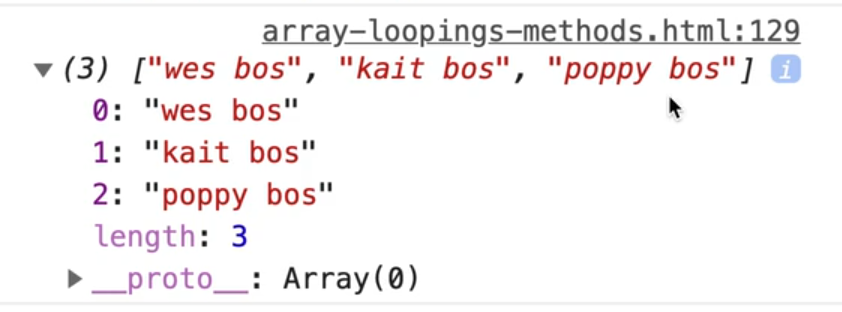 array-loopings-methods.html:129
▼ (3) ["wes bos", "kait bos", "poppy bos"] i
0: "wes bos"
1: "kait bos"
2: "poppy bos"
length: 3
▶ __proto__: Array(0)